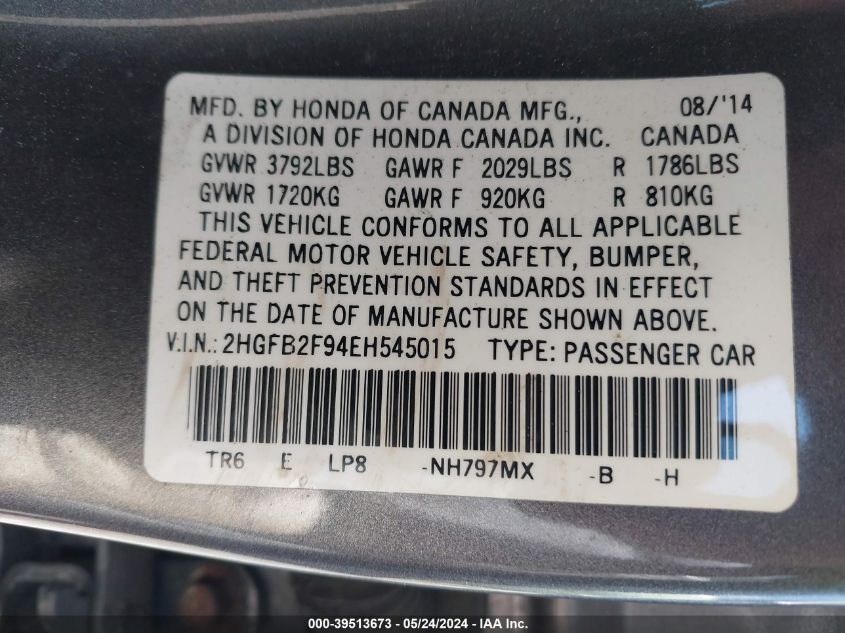 MFD. BY HONDA OF CANADA MFG., 08/'14
A DIVISION OF HONDA CANADA INC. CANADA
GVWR 3792LBS GAWR F 2029LBS R 1786LBS
GVWR 1720KG GAWR F 920KG R 810KG
THIS VEHICLE CONFORMS TO ALL APPLICABLE
FEDERAL MOTOR VEHICLE SAFETY, BUMPER,
AND THEFT PREVENTION STANDARDS IN EFFECT
ON THE DATE OF MANUFACTURE SHOWN ABOVE.
V.I.N.: 2HGFB2F94EH545015 TYPE: PASSENGER CAR
TR6 E LP8 -NH797MX -B -H
000-39513673 - 05/24/2024 - IAA Inc.